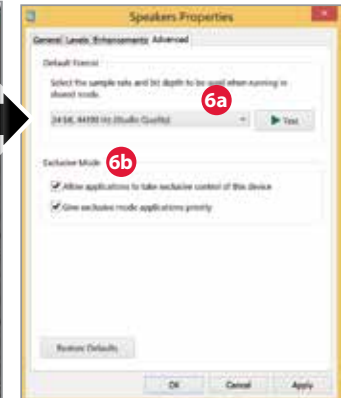 Speakers Properties
General Levels Enhancements Advanced
Default Format
Select the sample rate and bit depth to be used when running in
shared mode.
6a
24 bit, 44100 Hz (Studio Quality)
Test
Exclusive Mode
6b
Allow applications to take exclusive control of this device
Give exclusive mode applications priority
Restore Defaults
OK Cancel Apply